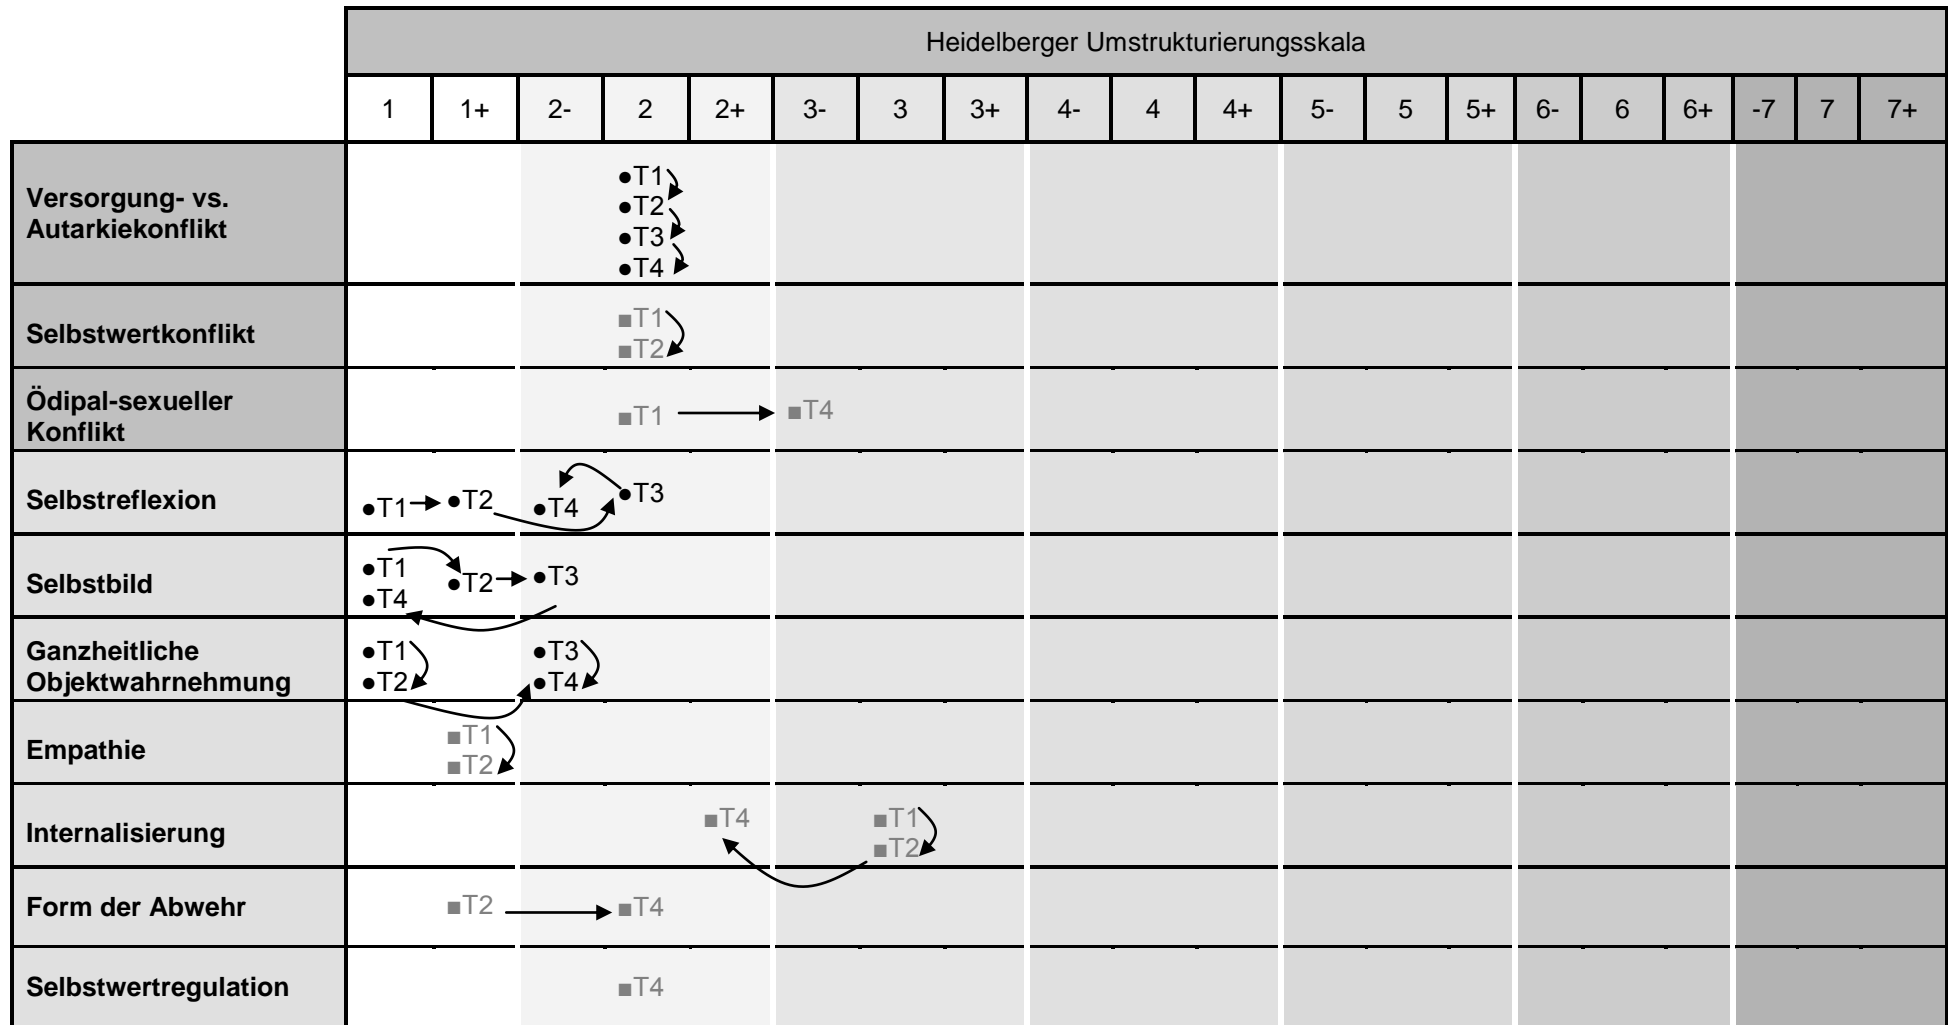 Heidelberger Umstrukturierungsskala
1 1+ 2- 2 2+ 3- 3 3+ 4- 4 4+ 5- 5 5+ 6- 6 6+ -7 7 7+
Versorgung- vs.
Autarkiekonflikt
●T1
●T2
●T3
●T4
Selbstwertkonflikt
■T1
■T2
Ödipal-sexueller
Konflikt
■T1 ■T4
Selbstreflexion
●T1 ●T2 ●T4 ●T3
Selbstbild
●T1 ●T2 ●T3
●T4
Ganzheitliche
Objektwahrnehmung
●T1 ●T3
●T2 ●T4
Empathie
■T1
■T2
Internalisierung
■T4 ■T1
■T2
Form der Abwehr
■T2 ■T4
Selbstwertregulation
■T4